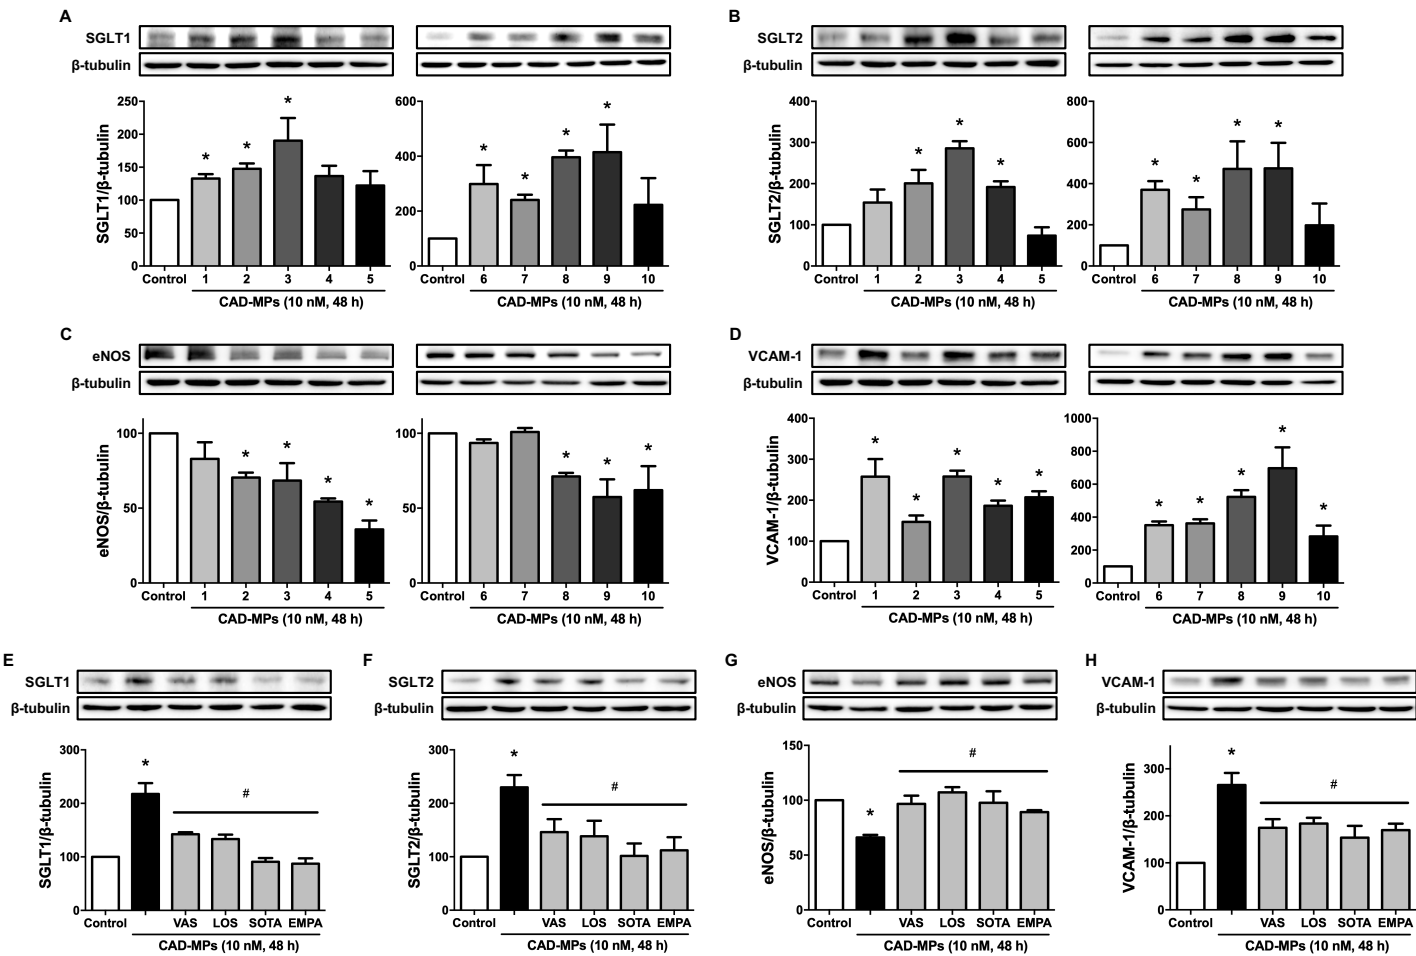 A
SGLT1
β-tubulin
SGLT1/β-tubulin
250
200
150
100
50
0
Control 1 2 3 4 5
CAD-MPs (10 nM, 48 h)
* * *
600
400
200
0
Control 6 7 8 9 10
CAD-MPs (10 nM, 48 h)
* * * *
B
SGLT2
β-tubulin
SGLT2/β-tubulin
400
300
200
100
0
Control 1 2 3 4 5
CAD-MPs (10 nM, 48 h)
* * *
800
600
400
200
0
Control 6 7 8 9 10
CAD-MPs (10 nM, 48 h)
* * * *
C
eNOS
β-tubulin
eNOS/β-tubulin
100
50
0
Control 1 2 3 4 5
CAD-MPs (10 nM, 48 h)
* * * *
100
50
0
Control 6 7 8 9 10
CAD-MPs (10 nM, 48 h)
* * *
D
VCAM-1
β-tubulin
VCAM-1/β-tubulin
400
300
200
100
0
Control 1 2 3 4 5
CAD-MPs (10 nM, 48 h)
* * * * *
1000
800
600
400
200
0
Control 6 7 8 9 10
CAD-MPs (10 nM, 48 h)
* * * * *
E
SGLT1
β-tubulin
SGLT1/β-tubulin
300
200
100
0
* #
Control VAS LOS SOTA EMPA
CAD-MPs (10 nM, 48 h)
F
SGLT2
β-tubulin
SGLT2/β-tubulin
300
200
100
0
* #
Control VAS LOS SOTA EMPA
CAD-MPs (10 nM, 48 h)
G
eNOS
β-tubulin
eNOS/β-tubulin
150
100
50
0
* #
Control VAS LOS SOTA EMPA
CAD-MPs (10 nM, 48 h)
H
VCAM-1
β-tubulin
VCAM-1/β-tubulin
300
200
100
0
* #
Control VAS LOS SOTA EMPA
CAD-MPs (10 nM, 48 h)